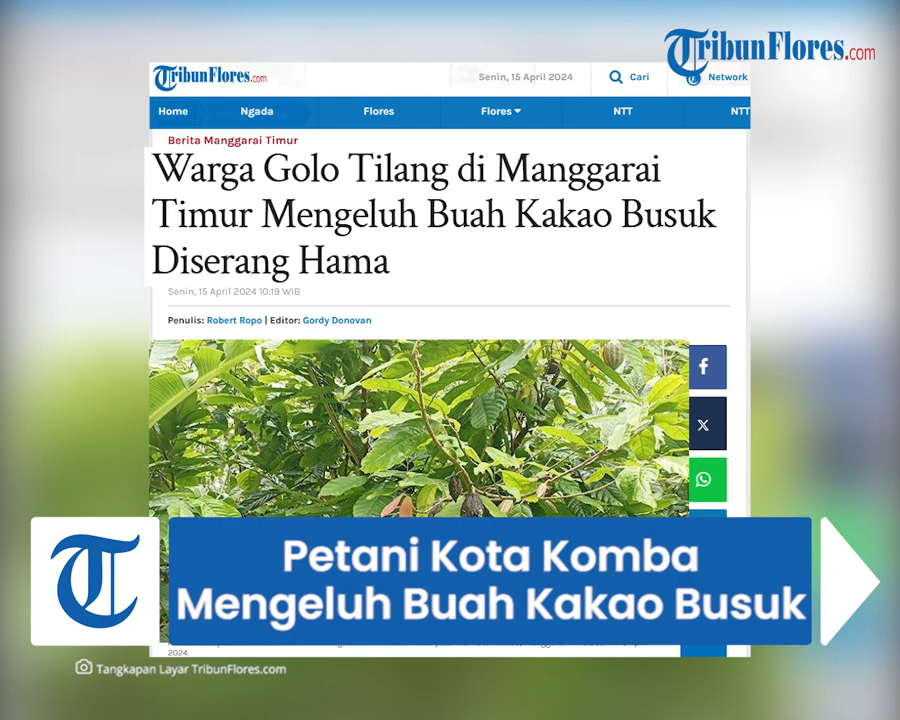 TribunFlores.com
TribunFlores.com
Senin, 15 April 2024
Cari
Network
Home
Ngada
Flores
Flores
NTT
NTT
Berita Manggarai Timur
Warga Golo Tilang di Manggarai
Timur Mengeluh Buah Kakao Busuk
Diserang Hama
Senin, 15 April 2024 10:19 WIB
Penulis: Robert Ropo | Editor: Gordy Donovan
T
Petani Kota Komba
Mengeluh Buah Kakao Busuk
2024.
Tangkapan Layar TribunFlores.com